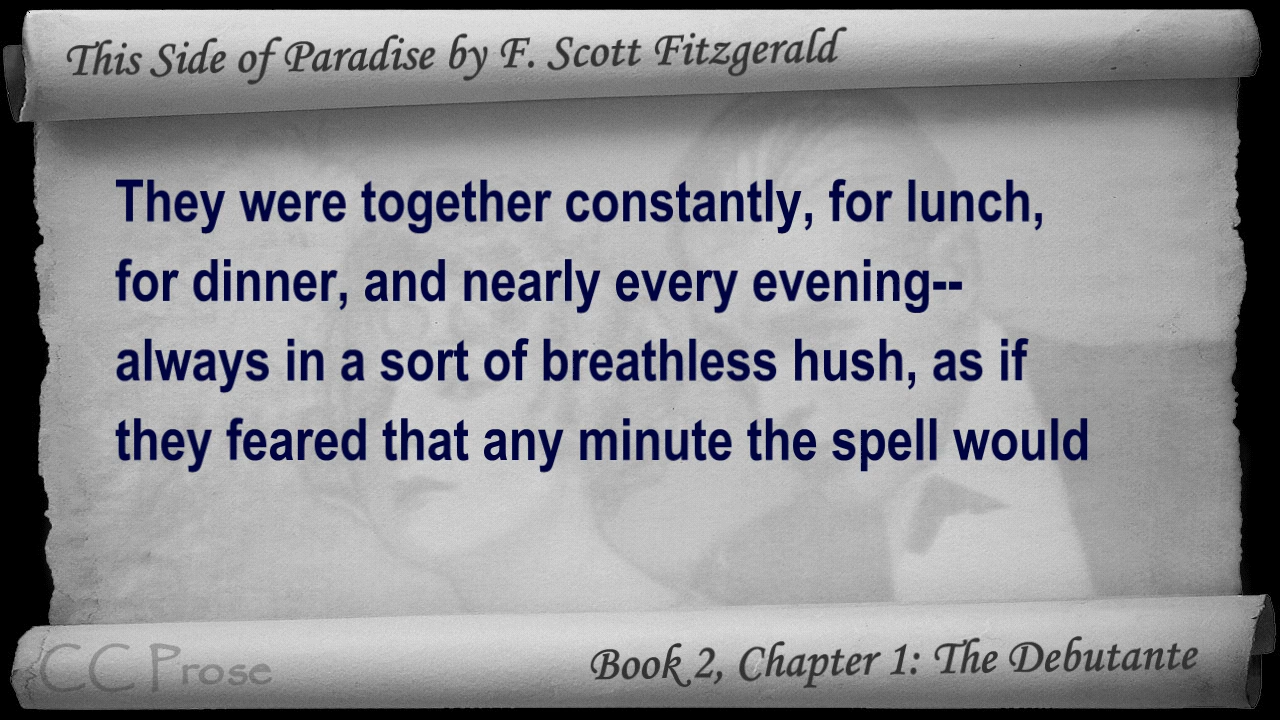 This Side of Paradise by F. Scott Fitzgerald
They were together constantly, for lunch,
for dinner, and nearly every evening--
always in a sort of breathless hush, as if
they feared that any minute the spell would
CC Prose
Book 2, Chapter 1: The Debutante